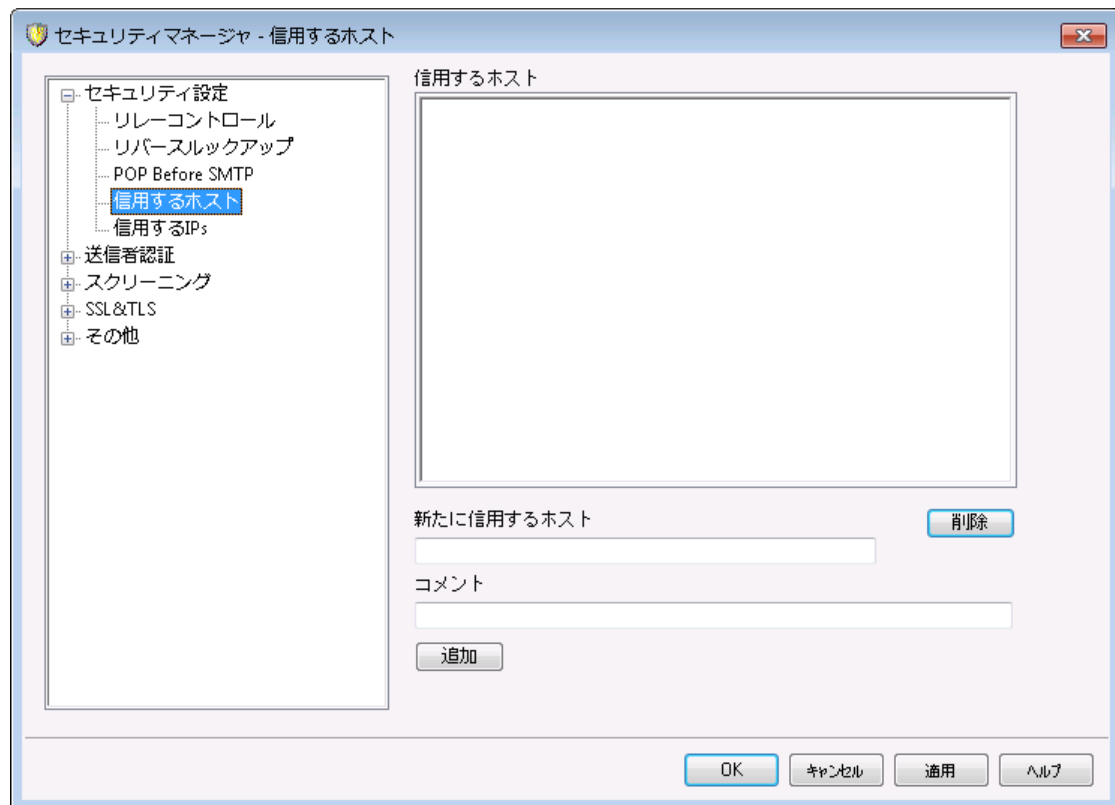 セキュリティマネージャ - 信用するホスト
セキュリティ設定
リレーコントロール
リバースルックアップ
POP Before SMTP
信用するホスト
信用するIPs
送信者認証
スクリーニング
SSL&TLS
その他
信用するホスト
新たに信用するホスト
削除
コメント
追加
OK
キャンセル
適用
ヘルプ